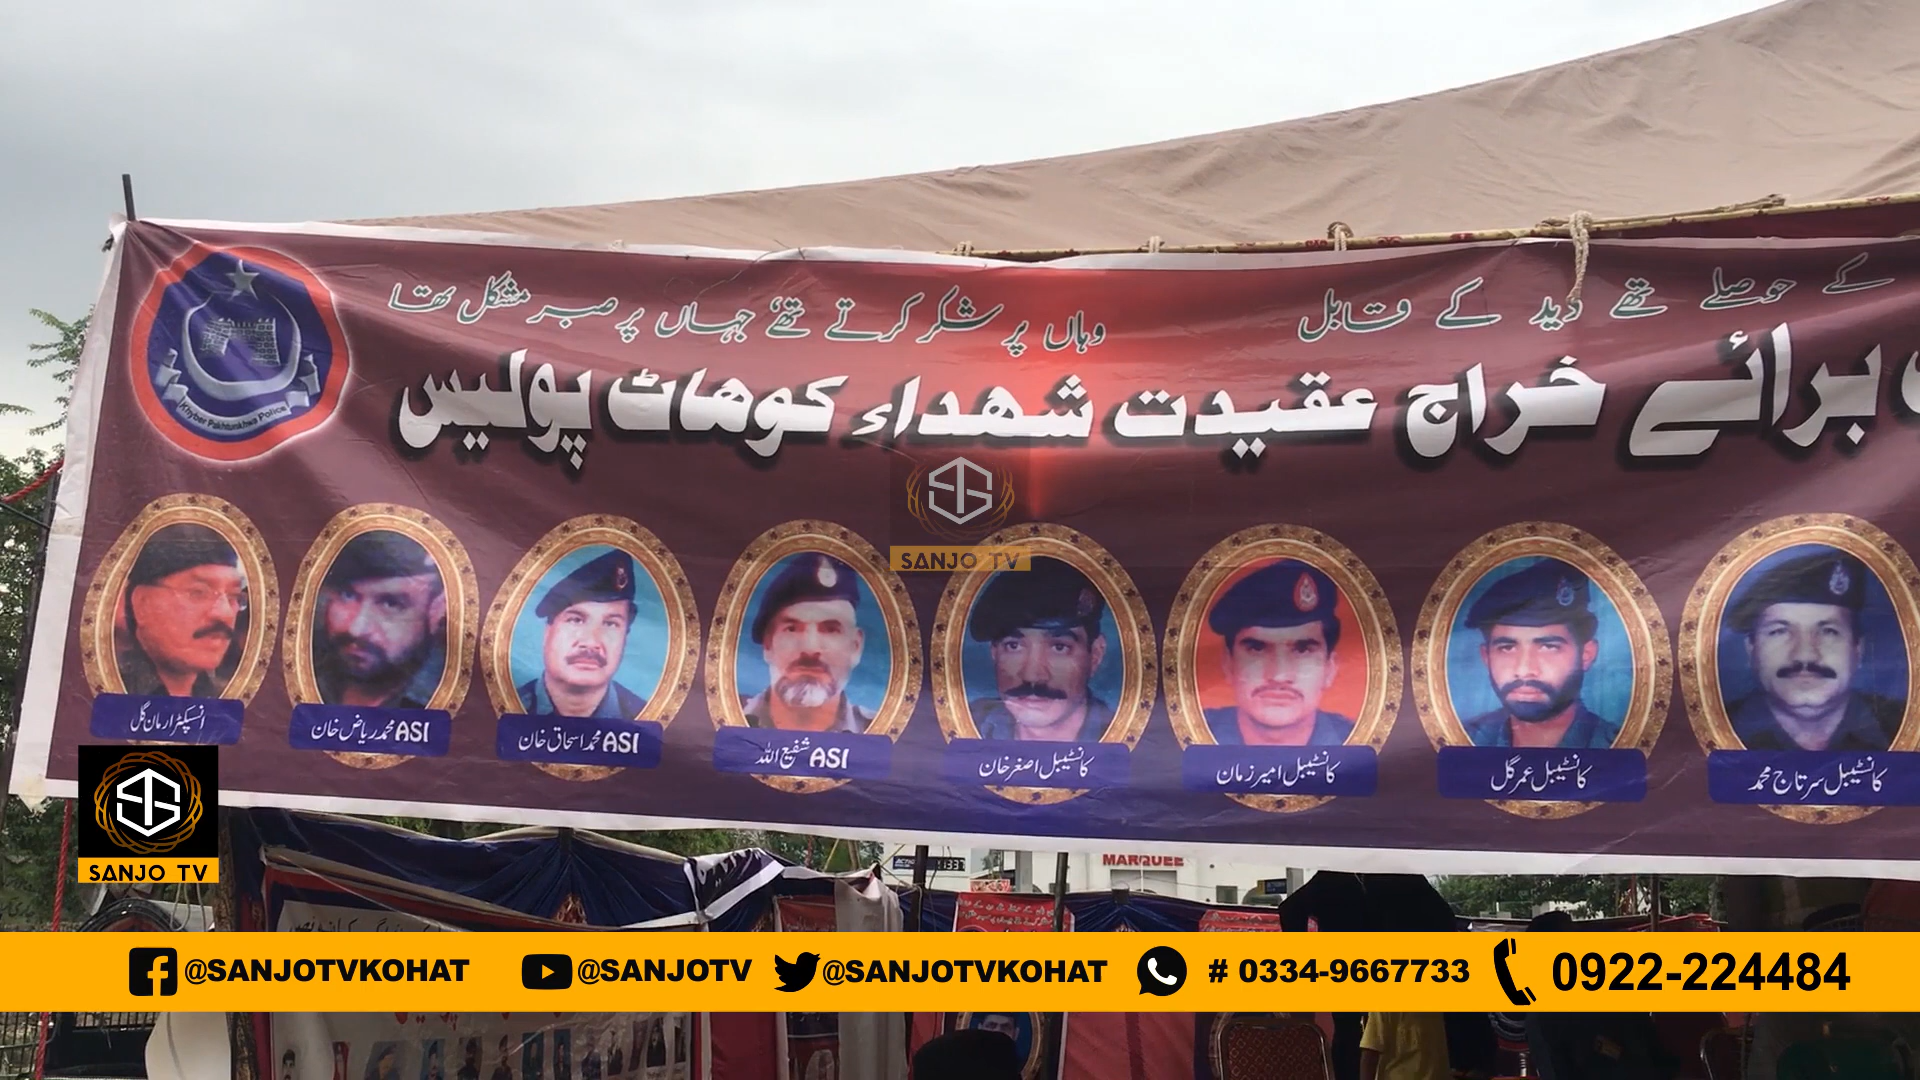 کے حوصلے تھے دید کے قابل
وہاں پر شکر کرتے تھے جہاں پر صبر مشکل تھا
برائے خراج عقیدت شهداء کوهاٹ پولیس
Khyber Pakhtunkhwa Police
انسپکٹر ارمان گل
ASI محمد ریاض خان
ASI محمد اسحاق خان
ASI شفیع اللہ
کانسٹیبل اصغر خان
کانسٹیبل امیر زمان
کانسٹیبل عمر گل
کانسٹیبل سرتاج محمد
SANJO TV
SANJO TV
MARQUEE
@SANJOTVKOHAT
@SANJOTV
@SANJOTVKOHAT
# 0334-9667733
0922-224484